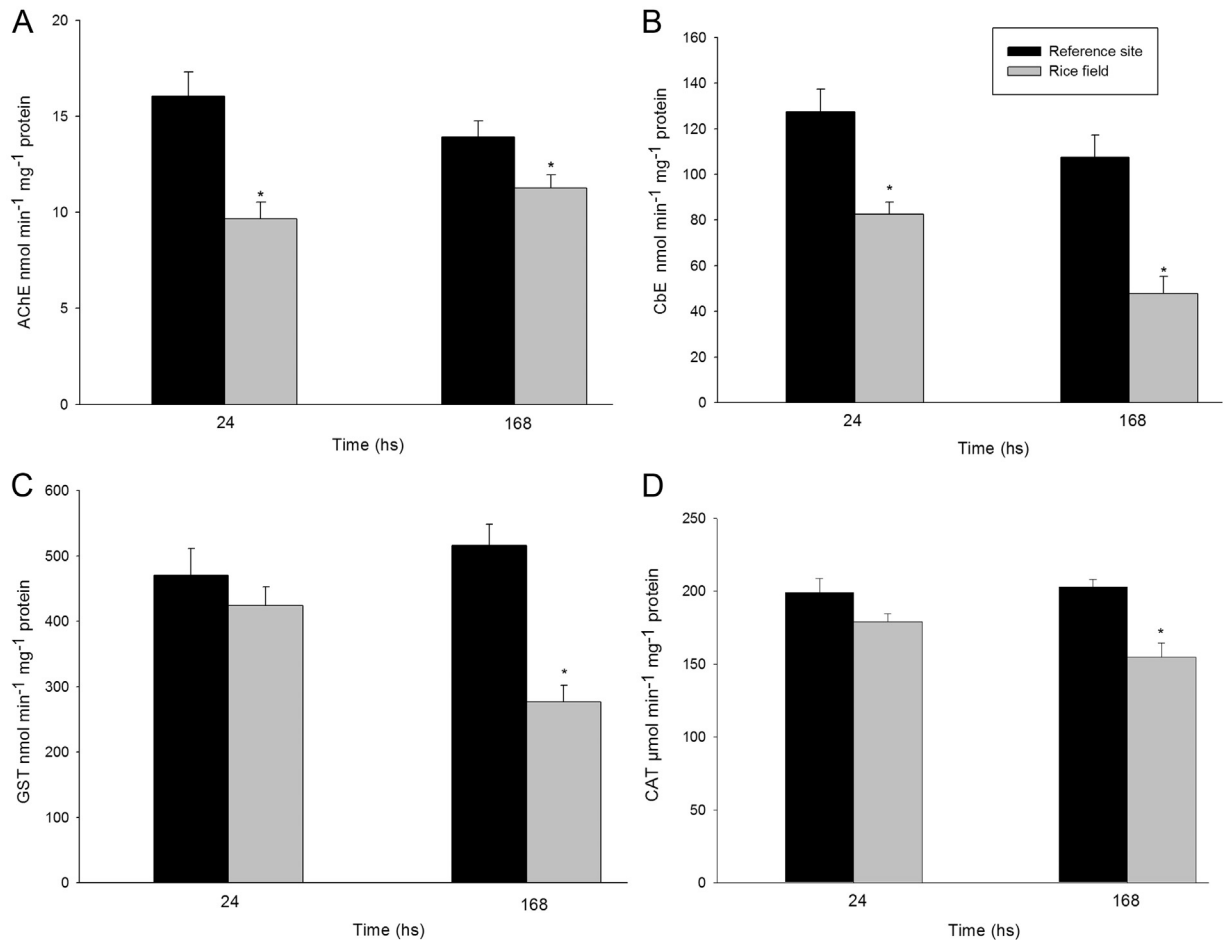 A
20
15
10
5
0
AChE nmol min-1 mg-1 protein
*
*
24
168
Time (hs)
B
160
140
120
100
80
60
40
20
0
CbE nmol min-1 mg-1 protein
Reference site
Rice field
*
*
24
168
Time (hs)
C
600
500
400
300
200
100
0
GST nmol min-1 mg-1 protein
*
24
168
Time (hs)
D
250
200
150
100
50
0
CAT µmol min-1 mg-1 protein
*
24
168
Time (hs)